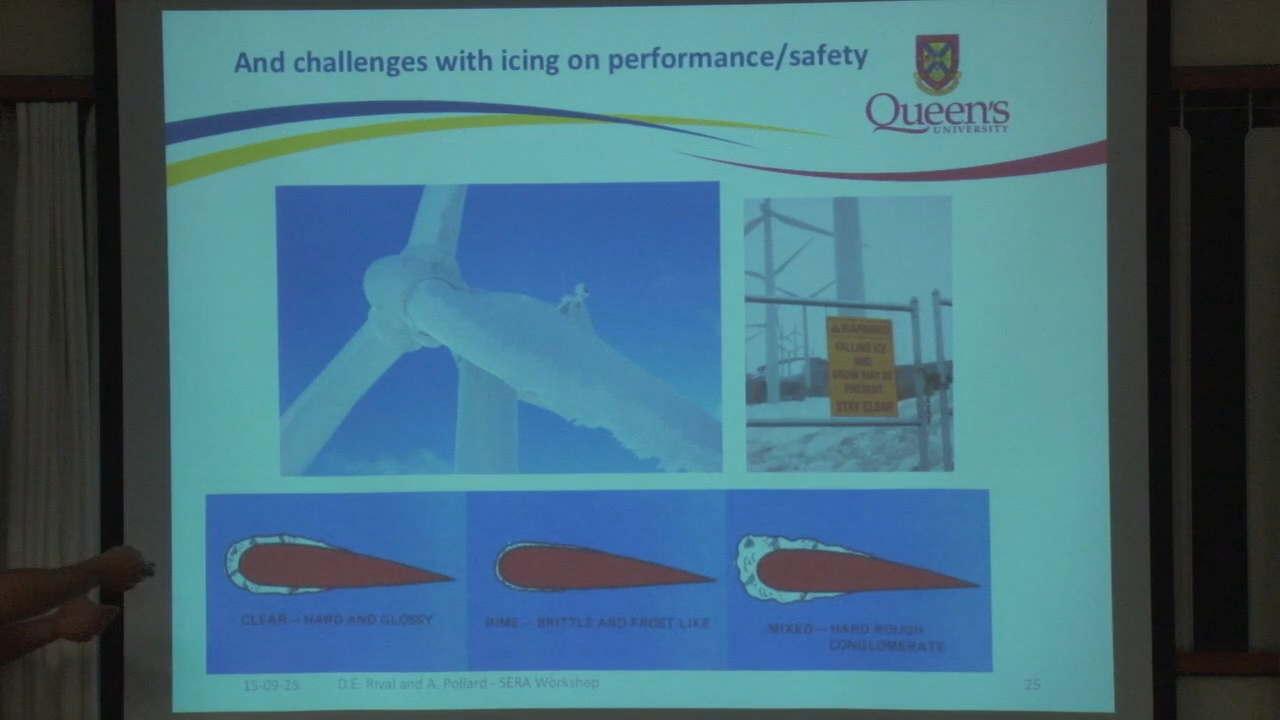 And challenges with icing on performance/safety
Queen's
UNIVERSITY
WARNING
FALLING ICE
AND
SNOW MAY BE
PRESENT
STAY CLEAR
CLEAR – HARD AND GLOSSY
RIME – BRITTLE AND FROST-LIKE
MIXED – HARD ROUGH
CONGLOMERATE
15-09-25 D.E. Rival and A. Pollard - SERA Workshop 25